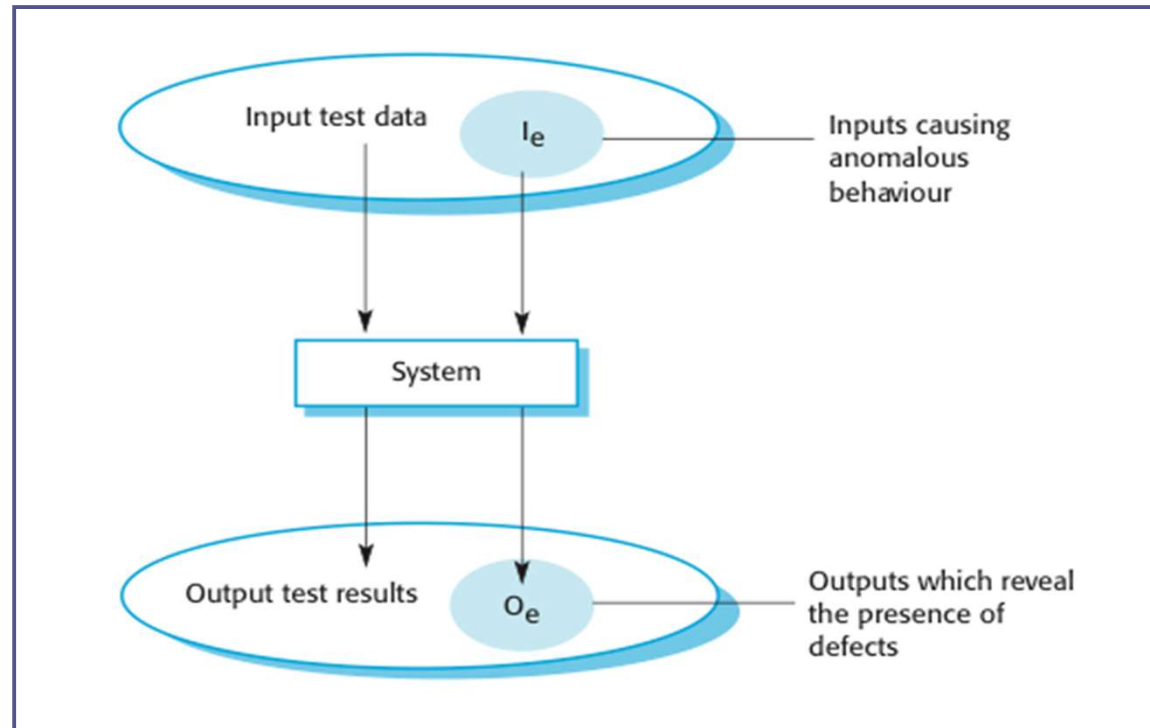 Input test data
Ie
Inputs causing
anomalous
behaviour
System
Output test results
Oe
Outputs which reveal
the presence of
defects